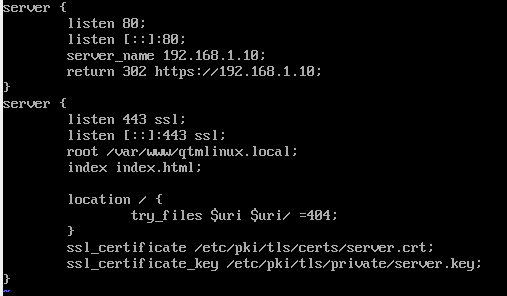 server {
        listen 80;
        listen [::]:80;
        server_name 192.168.1.10;
        return 302 https://192.168.1.10;
}
server {
        listen 443 ssl;
        listen [::]:443 ssl;
        root /var/www/qtmlinux.local;
        index index.html;

        location / {
                try_files $uri $uri/ =404;
        }
        ssl_certificate /etc/pki/tls/certs/server.crt;
        ssl_certificate_key /etc/pki/tls/private/server.key;
}
~